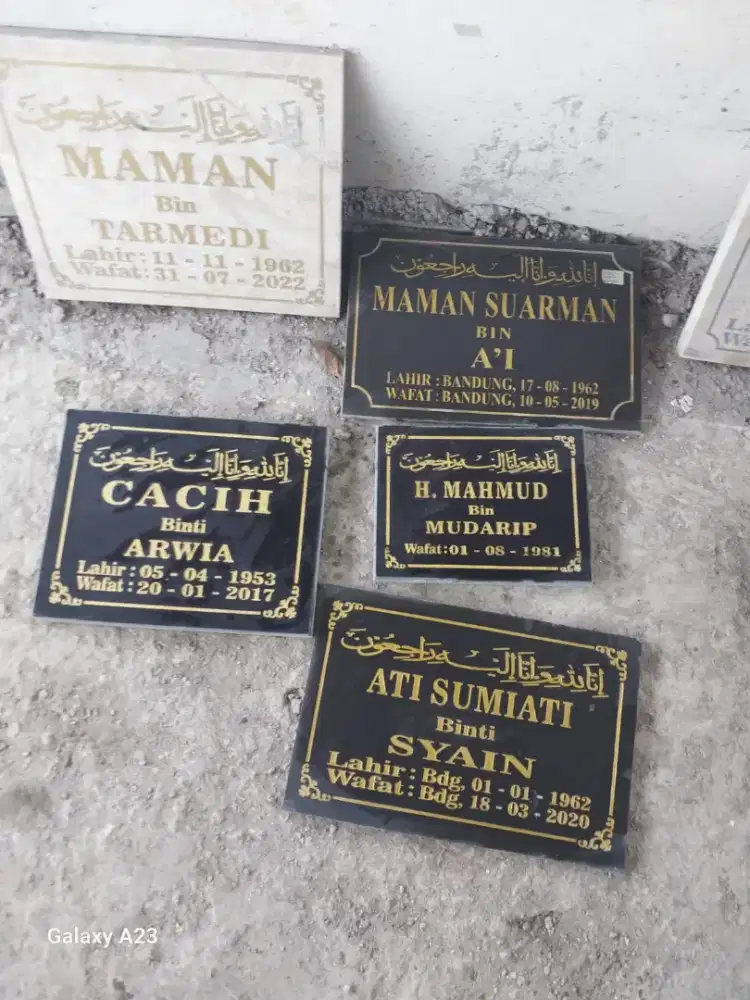 إنا لله وإنا إليه راجعون
MAMAN
Bin
TARMEDI
Lahir : 11 - 11 - 1962
Wafat : 31 - 07 - 2022
إنا لله وإنا إليه راجعون
MAMAN SUARMAN
BIN
A'I
LAHIR : BANDUNG, 17 - 08 - 1962
WAFAT : BANDUNG, 10 - 05 - 2019
إنا لله وإنا إليه راجعون
CACIH
Binti
ARWIA
Lahir : 05 - 04 - 1953
Wafat : 20 - 01 - 2017
إنا لله وإنا إليه راجعون
H. MAHMUD
Bin
MUDARIP
Wafat : 01 - 08 - 1981
إنا لله وإنا إليه راجعون
ATI SUMIATI
Binti
SYAIN
Lahir : Bdg, 01 - 01 - 1962
Wafat : Bdg, 18 - 03 - 2020
Galaxy A23